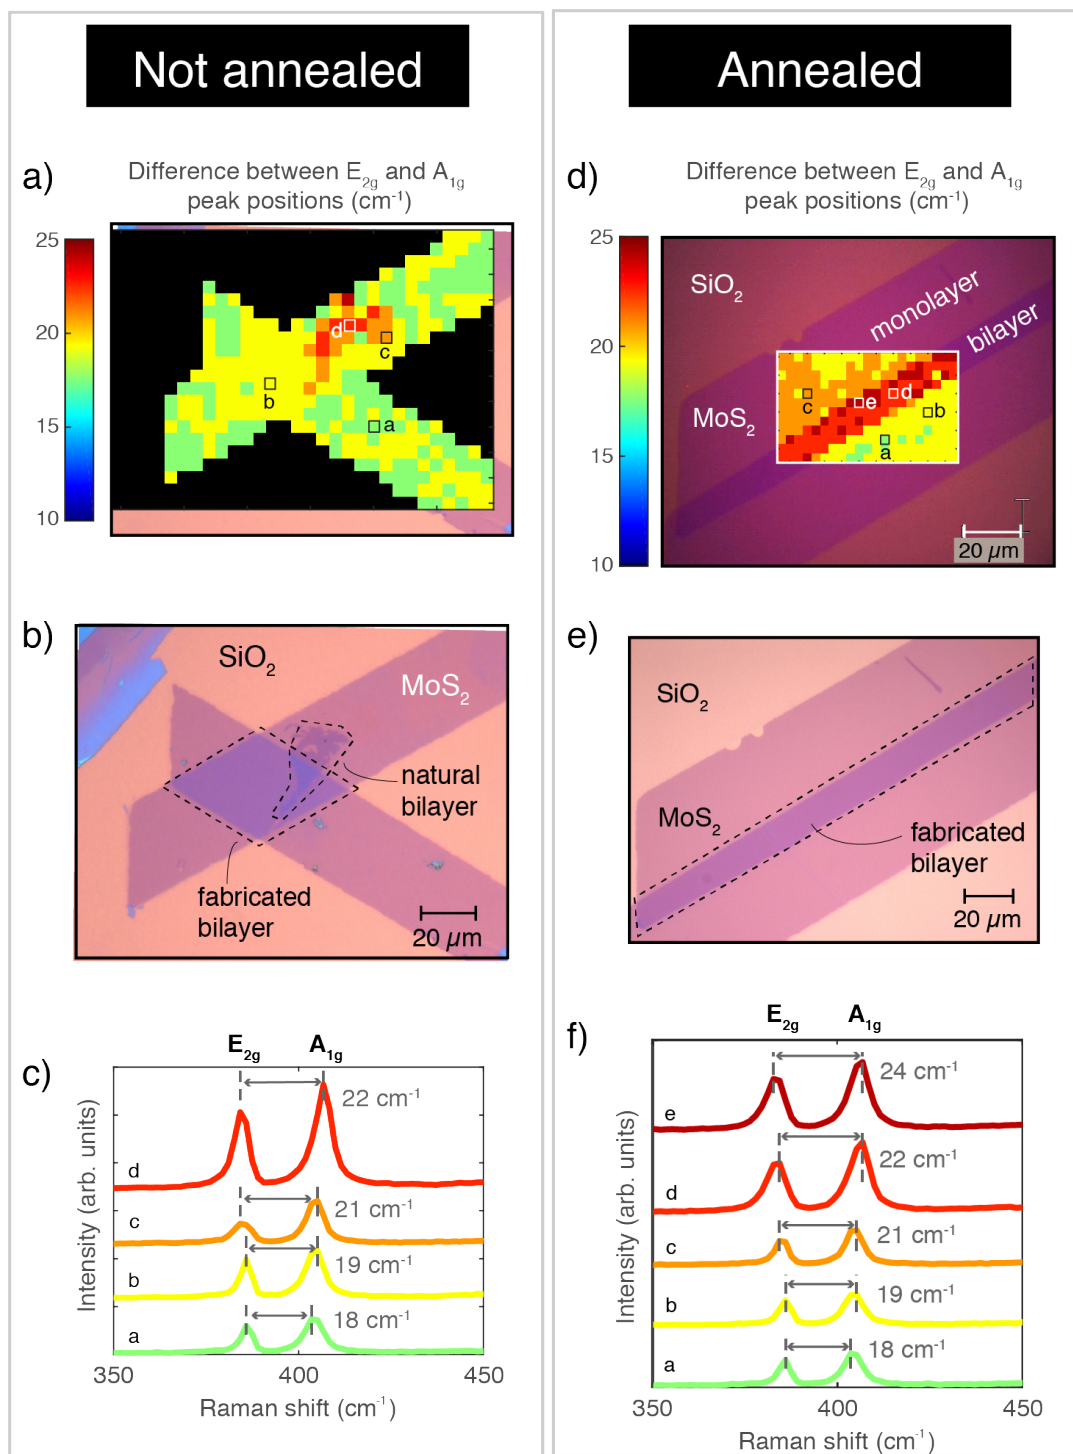 Not annealed
a)
Difference between E2g and A1g
peak positions (cm-1)
25
20
15
10
d
c
b
a
b)
SiO2
MoS2
natural
bilayer
fabricated
bilayer
20 μm
c)
E2g
A1g
22 cm-1
d
21 cm-1
c
19 cm-1
b
18 cm-1
a
Intensity (arb. units)
350
400
450
Raman shift (cm-1)
Annealed
d)
Difference between E2g and A1g
peak positions (cm-1)
25
20
15
10
SiO2
monolayer
bilayer
MoS2
c
e
d
b
a
20 μm
e)
SiO2
MoS2
fabricated
bilayer
20 μm
f)
E2g
A1g
24 cm-1
e
22 cm-1
d
21 cm-1
c
19 cm-1
b
18 cm-1
a
Intensity (arb. units)
350
400
450
Raman shift (cm-1)